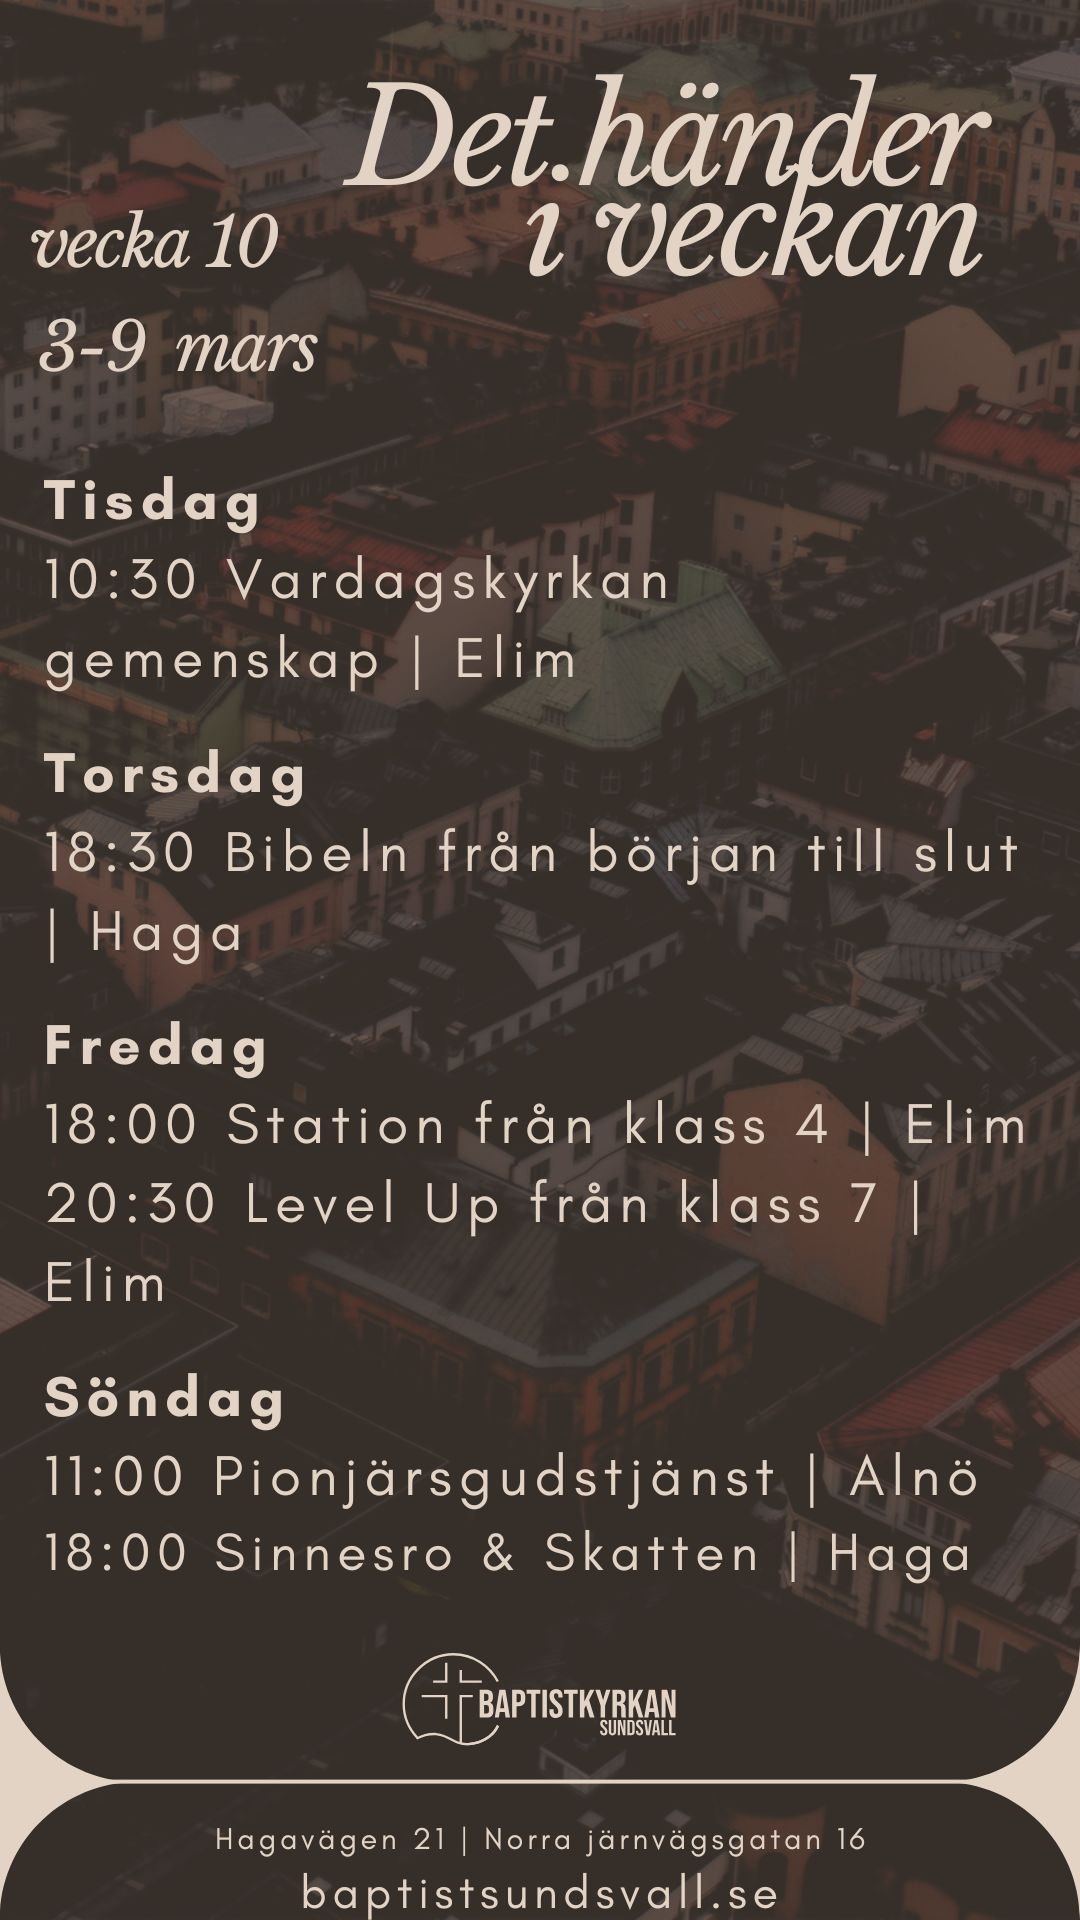 Det händer
i veckan
vecka 10
3-9 mars
Tisdag
10:30 Vardagskyrkan
gemenskap | Elim
Torsdag
18:30 Bibeln från början till slut
| Haga
Fredag
18:00 Station från klass 4 | Elim
20:30 Level Up från klass 7 |
Elim
Söndag
11:00 Pionjärsgudstjänst | Alnö
18:00 Sinnesro & Skatten | Haga
BAPTISTKYRKAN
SUNDSVALL
Hagavägen 21 | Norra järnvägsgatan 16
baptistsundsvall.se